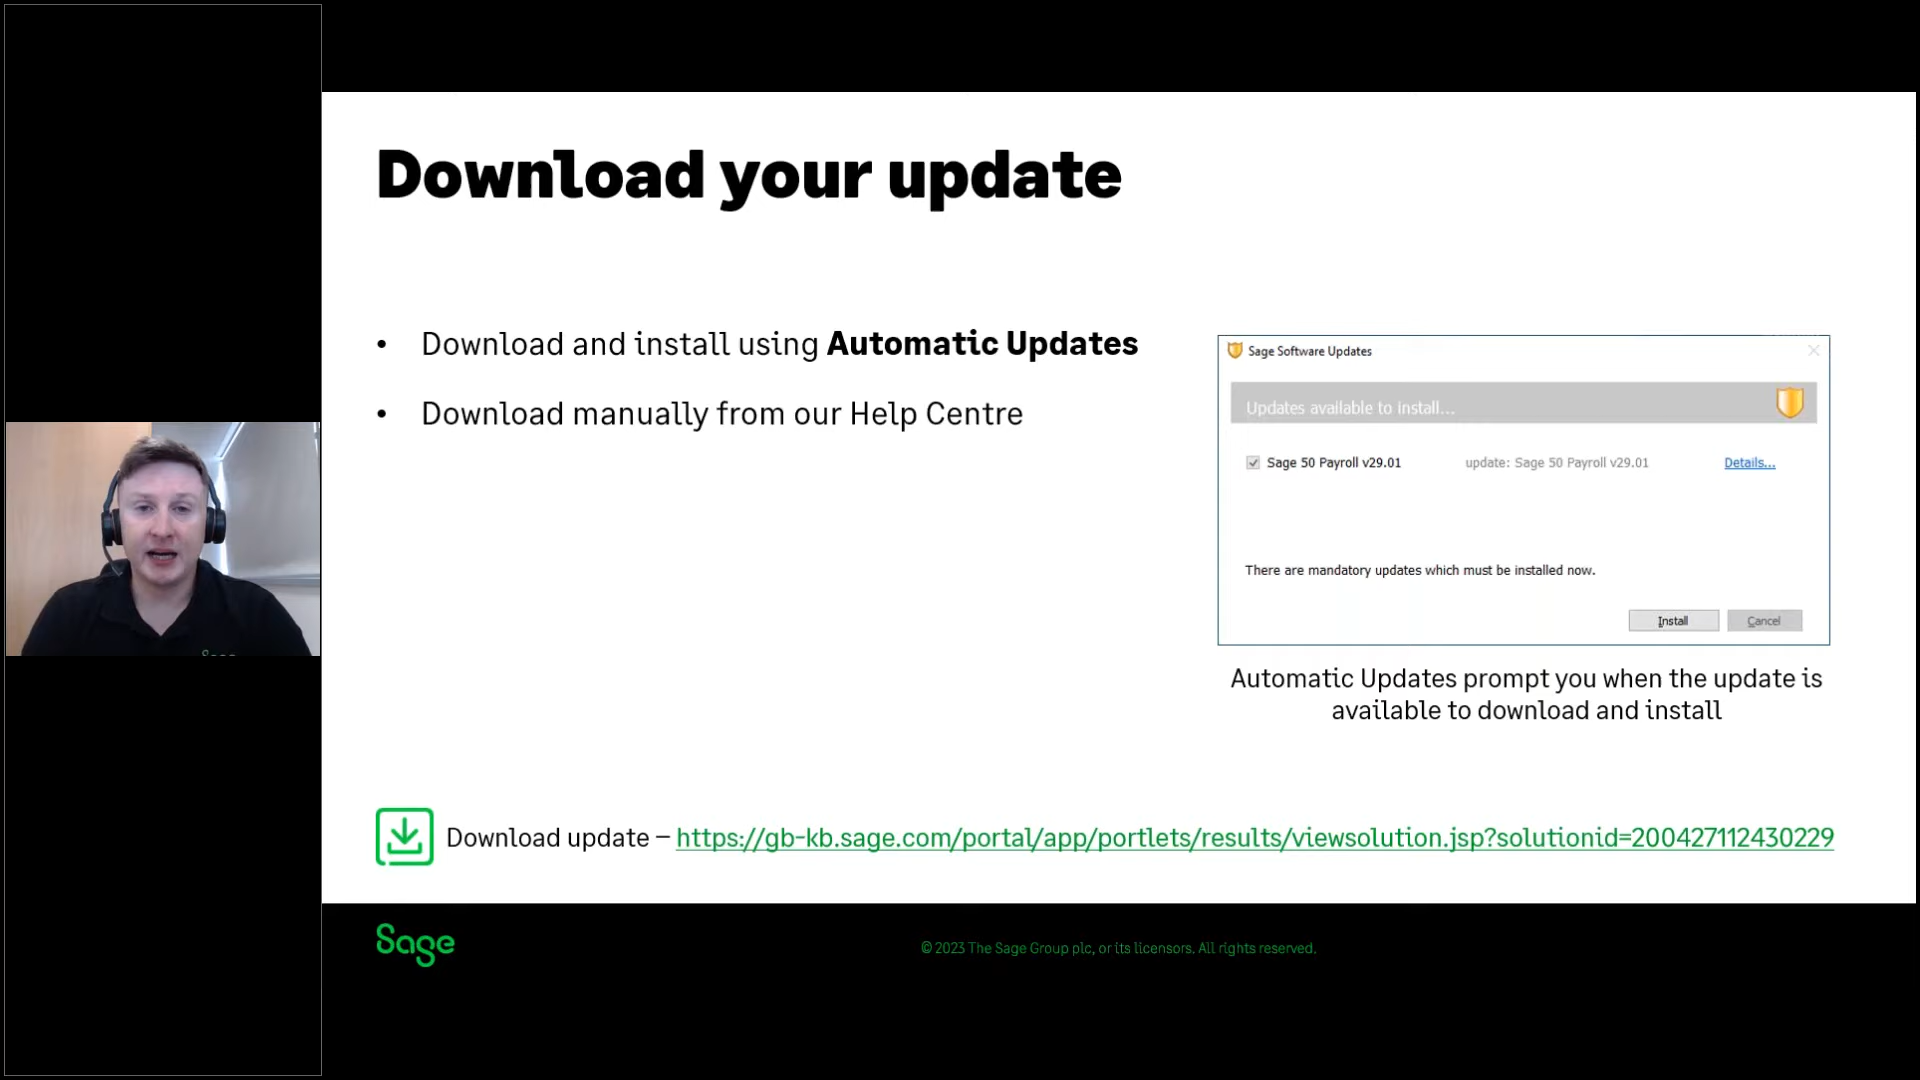 Download your update
• Download and install using Automatic Updates
• Download manually from our Help Centre
Sage Software Updates
Updates available to install...
Sage 50 Payroll v29.01 update: Sage 50 Payroll v29.01 Details...
There are mandatory updates which must be installed now.
Install Cancel
Automatic Updates prompt you when the update is
available to download and install
Download update – https://gb-kb.sage.com/portal/app/portlets/results/viewsolution.jsp?solutionid=200427112430229
Sage
© 2023 The Sage Group plc, or its licensors. All rights reserved.
Sage